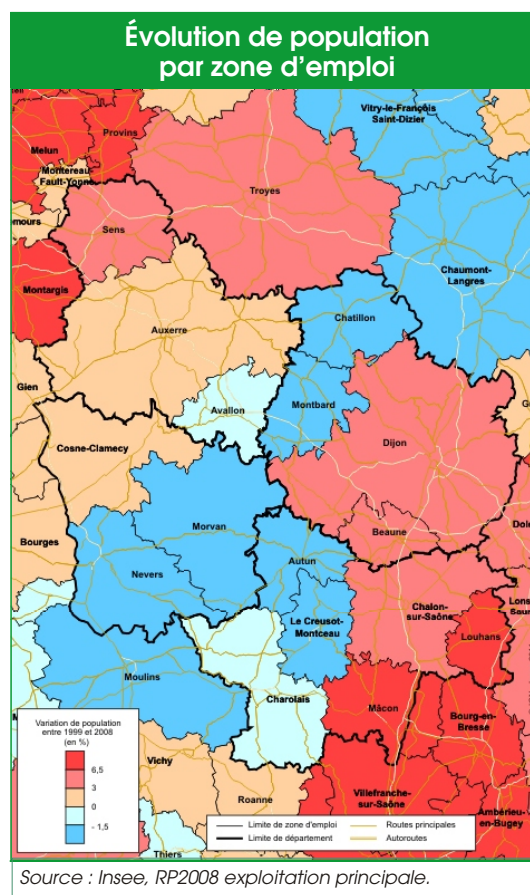 Évolution de population
par zone d'emploi
Vitry-le-François
Saint-Dizier
Provins
Melun
Montereau-
Fault-Yonne
Troyes
Sens
Chaumont-
Langres
Montargis
Chatillon
Auxerre
Gien
Avallon
Montbard
Dijon
Cosne-Clamecy
Morvan
Beaune
Bourges
Autun
Nevers
Le Creusot-
Montceau
Chalon-
sur-Saône
Louhans
Moulins
Charolais
Mâcon
Bourg-en-
Bresse
Variation de population
entre 1999 et 2008
(en %)
6,5
3
0
- 1,5
Vichy
Roanne
Villefranche-
sur-Saône
Ambérieu-
en-Bugey
Thiers
Limite de zone d'emploi
Routes principales
Limite de département
Autoroutes
Source : Insee, RP2008 exploitation principale.